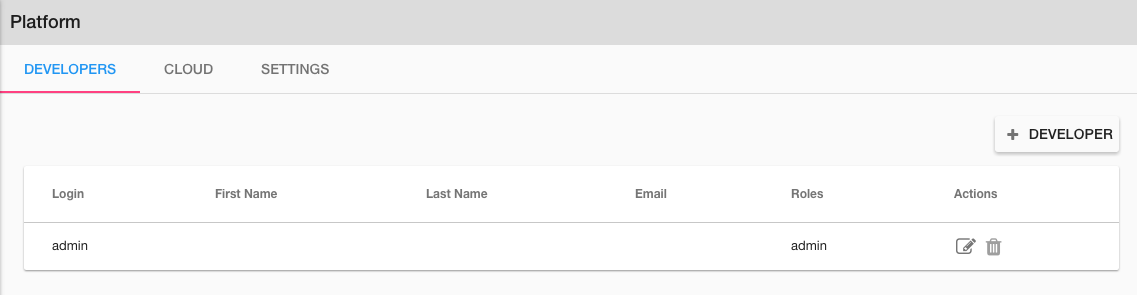 Platform
DEVELOPERS CLOUD SETTINGS
+ DEVELOPER
Login First Name Last Name Email Roles Actions
admin admin